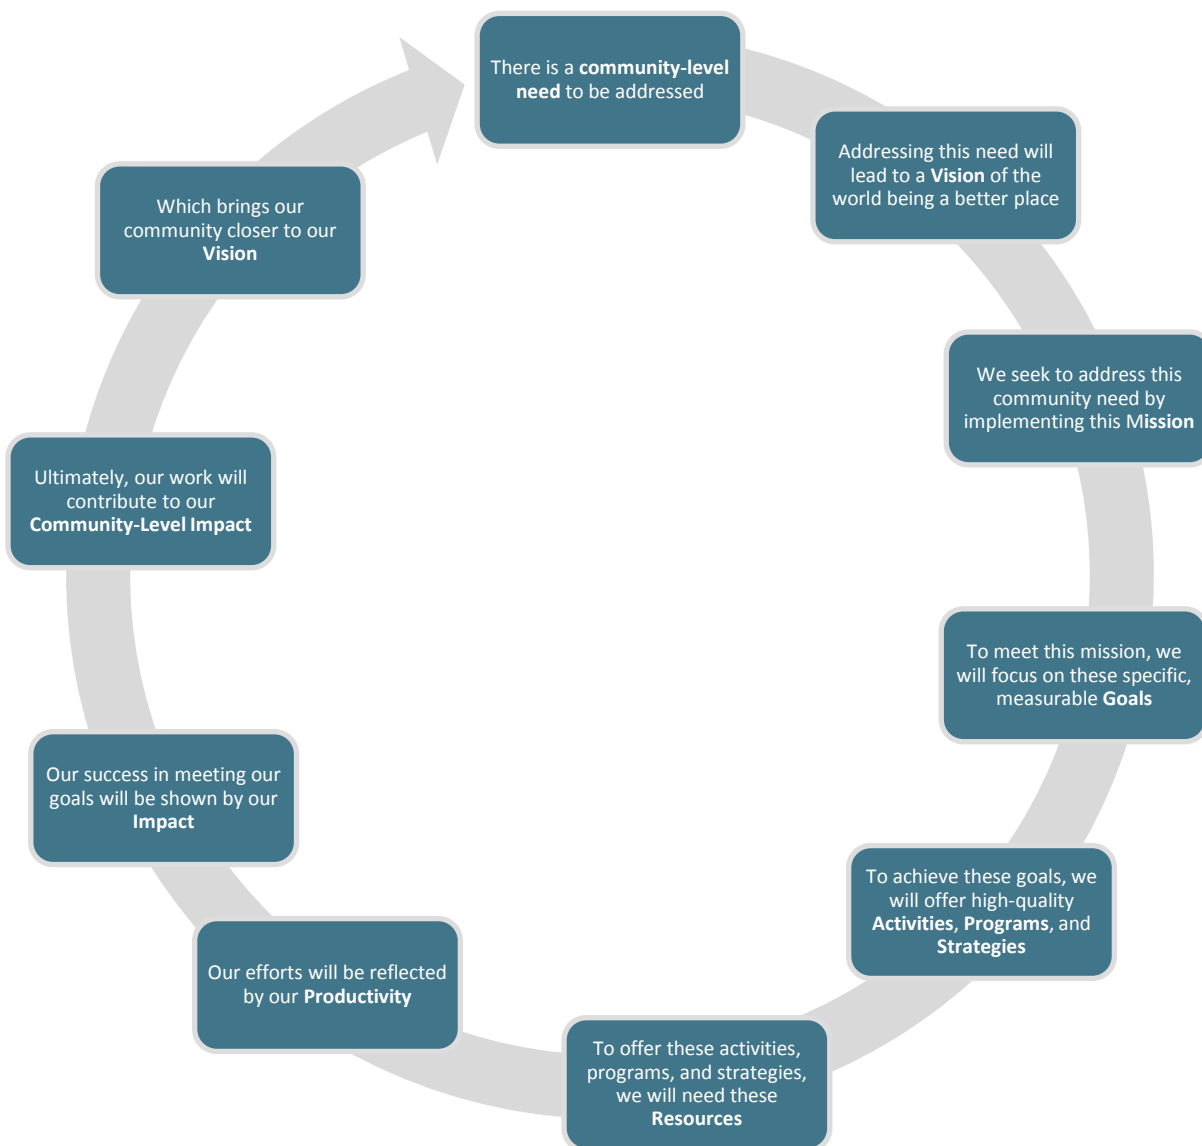 There is a community-level
need to be addressed
Addressing this need will
lead to a Vision of the
world being a better place
We seek to address this
community need by
implementing this Mission
To meet this mission, we
will focus on these specific,
measurable Goals
To achieve these goals, we
will offer high-quality
Activities, Programs, and
Strategies
To offer these activities,
programs, and strategies,
we will need these
Resources
Our efforts will be reflected
by our Productivity
Our success in meeting our
goals will be shown by our
Impact
Ultimately, our work will
contribute to our
Community-Level Impact
Which brings our
community closer to our
Vision